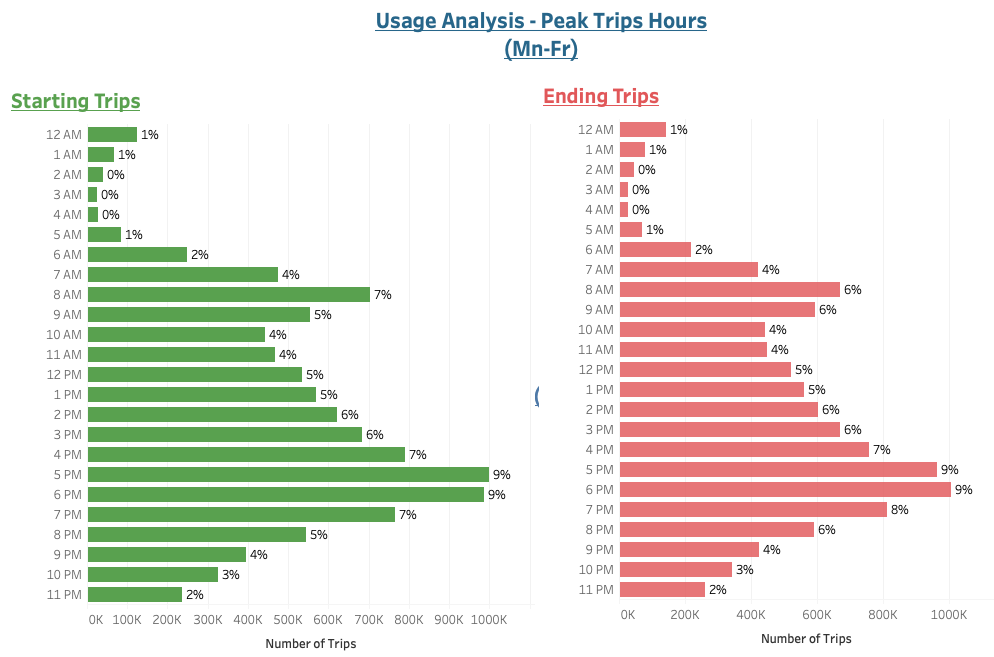 Usage Analysis - Peak Trips Hours
(Mn-Fr)
Starting Trips
12 AM 1%
1 AM 1%
2 AM 0%
3 AM 0%
4 AM 0%
5 AM 1%
6 AM 2%
7 AM 4%
8 AM 7%
9 AM 5%
10 AM 4%
11 AM 4%
12 PM 5%
1 PM 5%
2 PM 6%
3 PM 6%
4 PM 7%
5 PM 9%
6 PM 9%
7 PM 7%
8 PM 5%
9 PM 4%
10 PM 3%
11 PM 2%
0K 100K 200K 300K 400K 500K 600K 700K 800K 900K 1000K
Number of Trips
(
Ending Trips
12 AM 1%
1 AM 1%
2 AM 0%
3 AM 0%
4 AM 0%
5 AM 1%
6 AM 2%
7 AM 4%
8 AM 6%
9 AM 6%
10 AM 4%
11 AM 4%
12 PM 5%
1 PM 5%
2 PM 6%
3 PM 6%
4 PM 7%
5 PM 9%
6 PM 9%
7 PM 8%
8 PM 6%
9 PM 4%
10 PM 3%
11 PM 2%
0K 200K 400K 600K 800K 1000K
Number of Trips